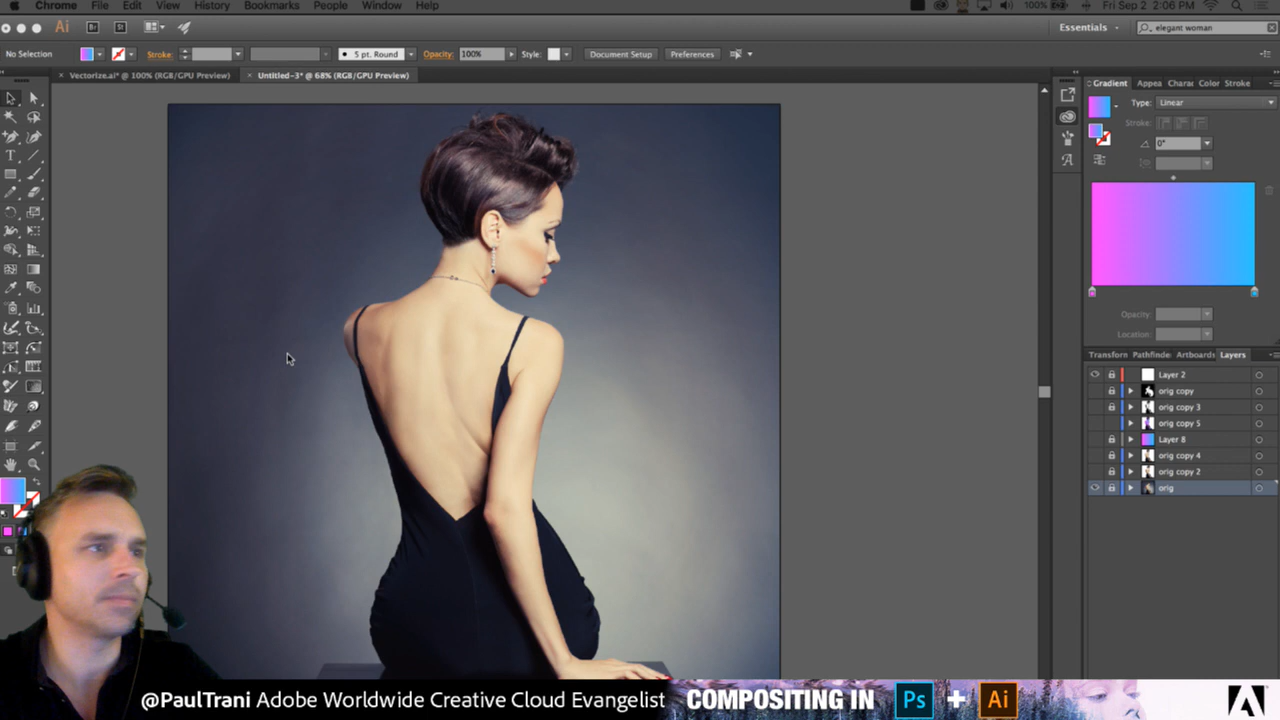 Chrome File Edit View History Bookmarks People Window Help 100% Fri Sep 2 2:06 PM
Ai Br St Essentials elegant woman
No Selection Stroke: 5 pt. Round Opacity: 100% Style: Document Setup Preferences
× Vectorize.ai* @ 100% (RGB/GPU Preview) × Untitled-3* @ 68% (RGB/GPU Preview)
Gradient Appea Charac Color Stroke
Type: Linear
Stroke:
0°
Opacity:
Location:
Transform Pathfinde Artboards Layers
Layer 2
orig copy
orig copy 3
orig copy 5
Layer 8
orig copy 4
orig copy 2
orig
@PaulTrani Adobe Worldwide Creative Cloud Evangelist COMPOSITING IN Ps + Ai